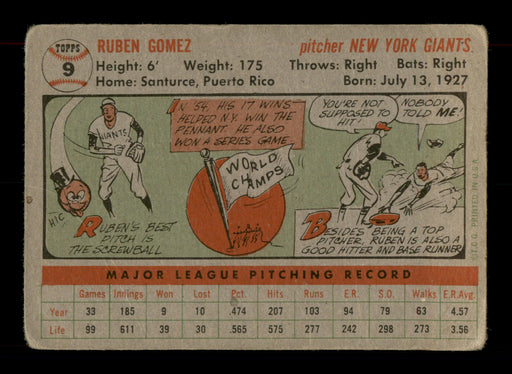 TOPPS
9
RUBEN GOMEZ
pitcher NEW YORK GIANTS
Height: 6' Weight: 175 Throws: Right Bats: Right
Home: Santurce, Puerto Rico Born: July 13, 1927
IN '54, HIS 17 WINS
HELPED N.Y. WIN THE
PENNANT. HE ALSO
WON A SERIES GAME.
YOU'RE NOT
SUPPOSED TO
HIT!
NOBODY
TOLD ME!
GIANTS
WORLD
CHAMPS
HIC
RUBEN'S BEST
PITCH IS
THE SCREWBALL
BESIDES BEING A TOP
PITCHER, RUBEN IS ALSO A
GOOD HITTER AND BASE RUNNER
T.C.G. PRINTED IN U.S.A.
MAJOR LEAGUE PITCHING RECORD
Games Innings Won Lost Pct. Hits Runs E.R. S.O. Walks E.R.Avg.
Year 33 185 9 10 .474 207 103 94 79 63 4.57
Life 99 611 39 30 .565 575 277 242 298 273 3.56